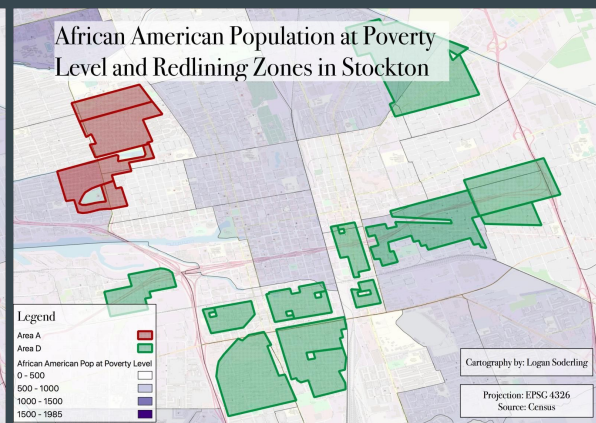 African American Population at Poverty
Level and Redlining Zones in Stockton
Legend
Area A
Area D
African American Pop at Poverty Level
0 - 500
500 - 1000
1000 - 1500
1500 - 1985
Cartography by: Logan Soderling
Projection: EPSG 4326
Source: Census